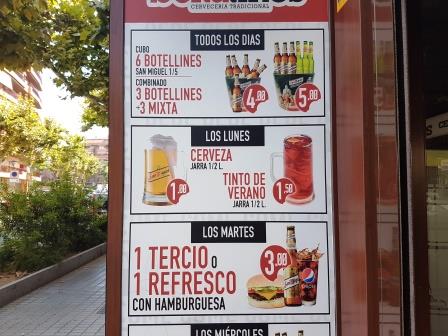 CERVECERÍA TRADICIONAL
TODOS LOS DIAS
CUBO
6 BOTELLINES
SAN MIGUEL 1/5
COMBINADO
3 BOTELLINES
+3 MIXTA
4,00
5,00
LOS LUNES
CERVEZA
JARRA 1/2 L.
1,00
TINTO DE
VERANO
JARRA 1/2 L.
1,50
LOS MARTES
1 TERCIO o
1 REFRESCO
CON HAMBURGUESA
3,00
LOS MIÉRCOLES